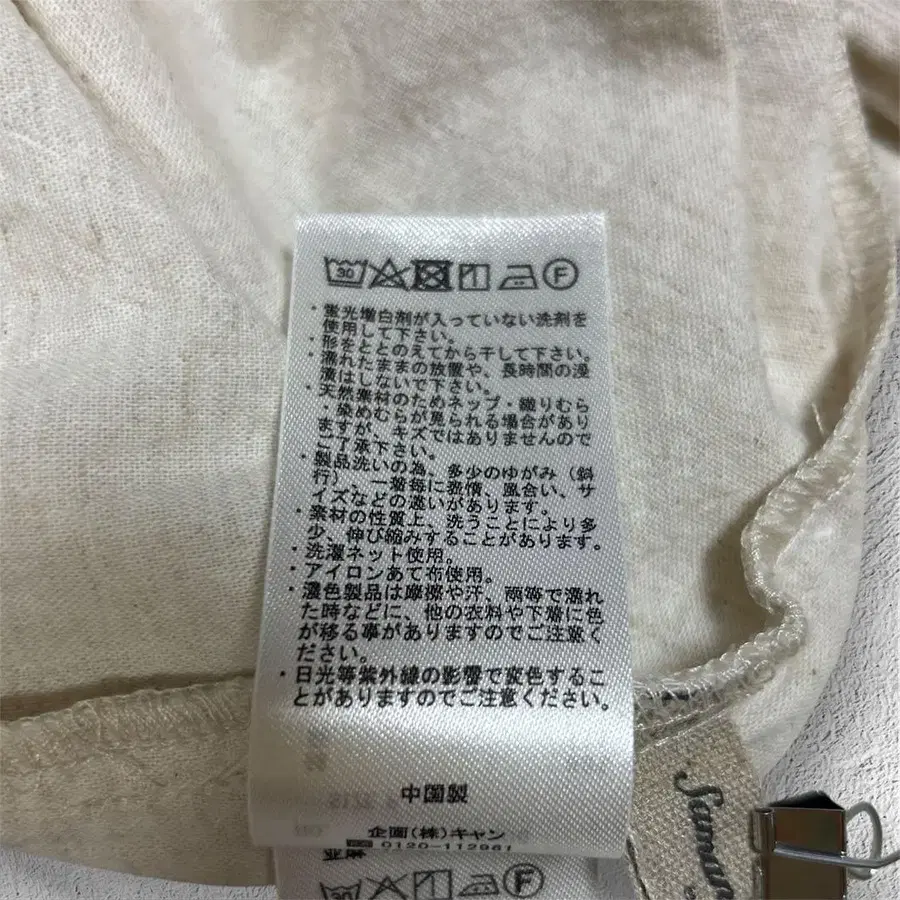 30 F
・蛍光増白剤が入っていない洗剤を
使用して下さい。
・形をととのえてから干して下さい。
・濡れたままの放置や、長時間の浸
漬はしないで下さい。
・天然素材のためネップ・織りむら
・染めむらが見られる場合があり
ますが、キズではありませんので
ご了承下さい。
・製品洗いの為、多少のゆがみ(斜
行)、一着毎に表情、風合い、サ
イズなどの違いがあります。
・素材の性質上、洗うことにより多
少、伸び縮みすることがあります。
・洗濯ネット使用。
・アイロンあて布使用。
・濃色製品は摩擦や汗、雨等で濡れ
た時などに、他の衣料や下着に色
が移る事がありますのでご注意く
ださい。
・日光等紫外線の影響で変色するこ
とがありますのでご注意ください。
中国製
企画(株)キャン
0120-112961
F